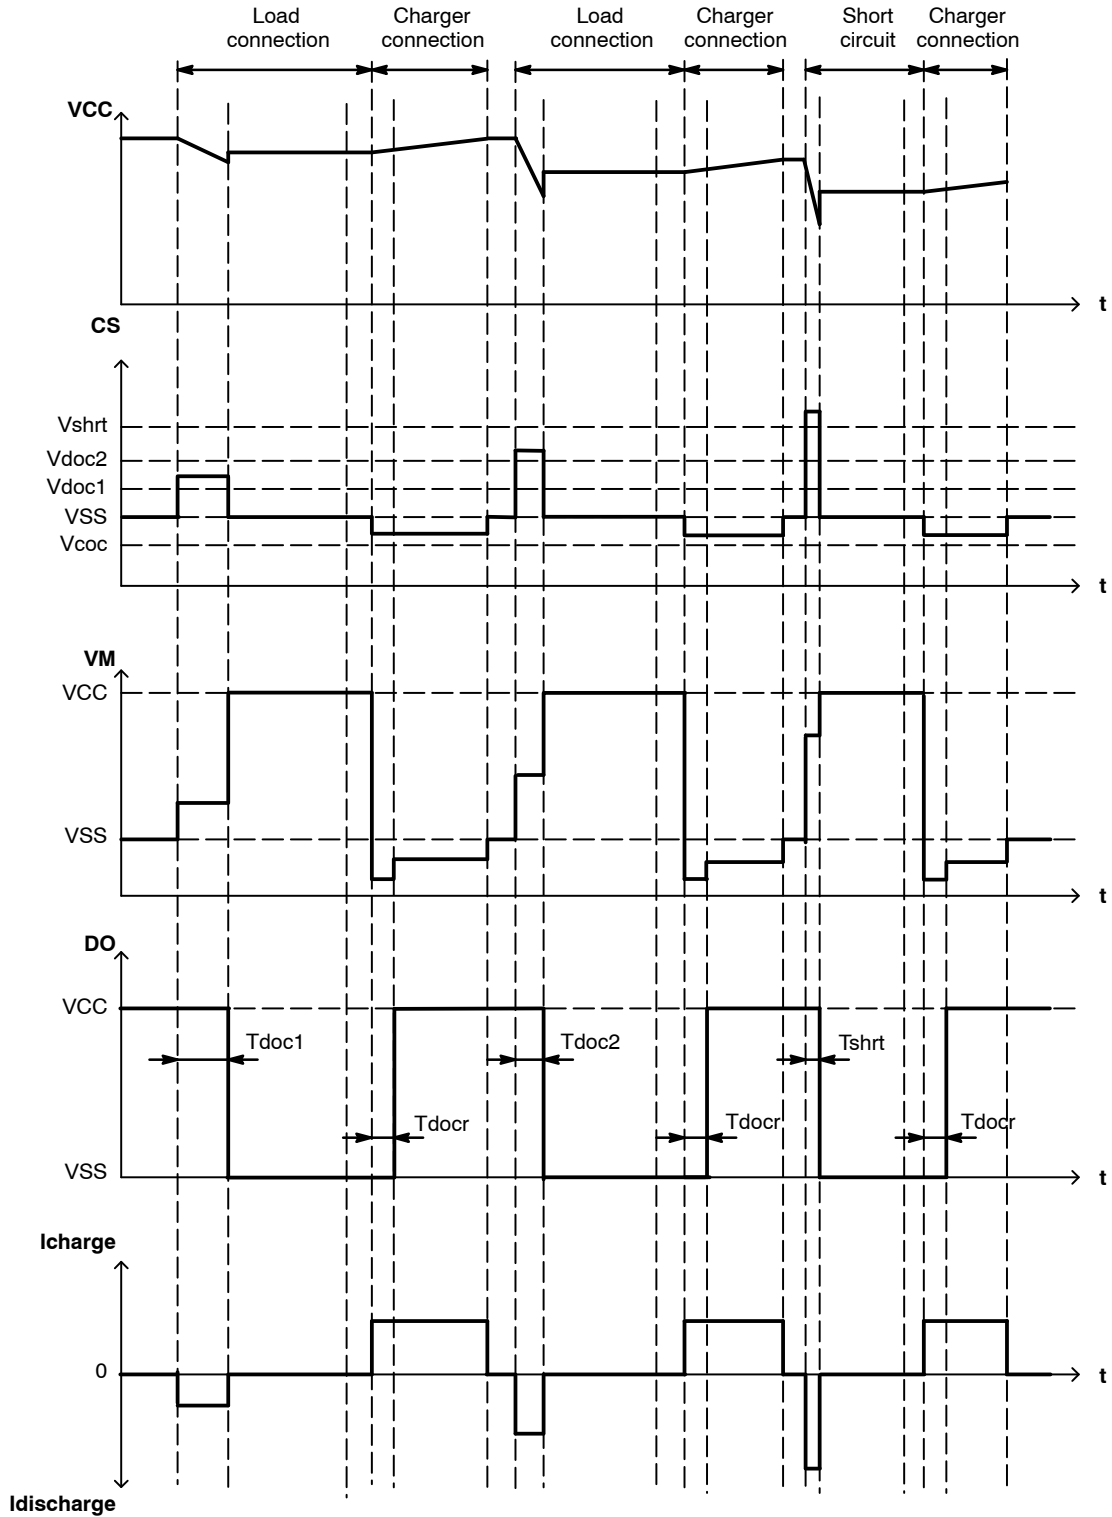 Load
connection
Charger
connection
Load
connection
Charger
connection
Short
circuit
Charger
connection
VCC
t
CS
Vshrt
Vdoc2
Vdoc1
VSS
Vcoc
t
VM
VCC
VSS
t
DO
VCC
Tdoc1
Tdoc2
Tshrt
Tdocr
Tdocr
Tdocr
VSS
t
Icharge
0
t
Idischarge